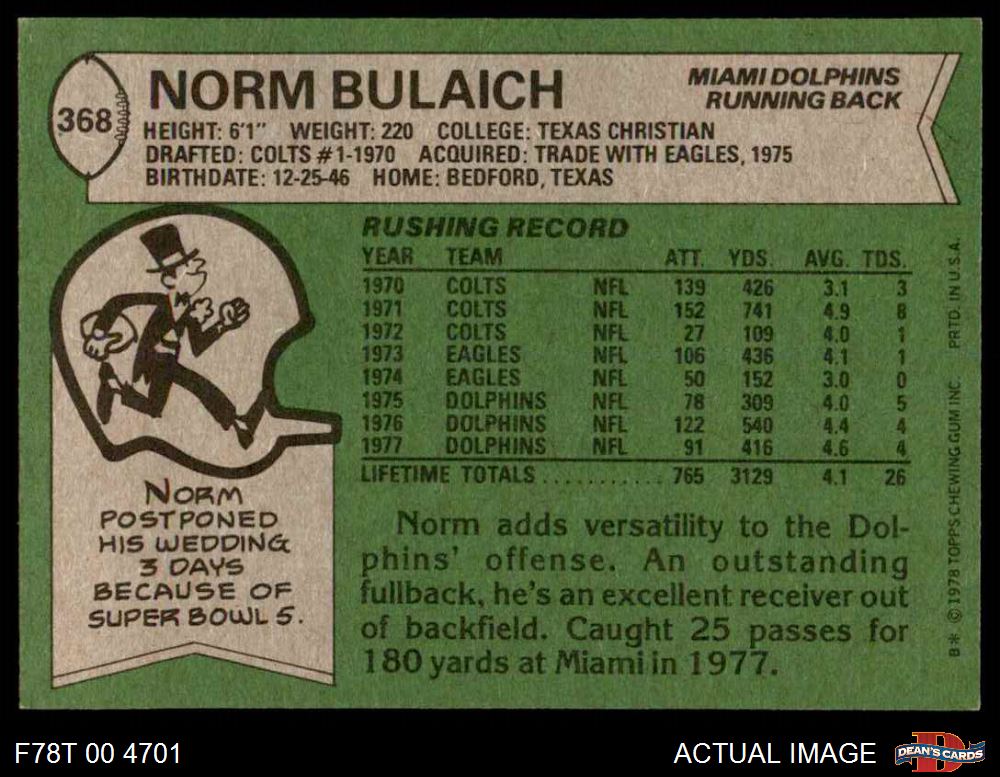 368
NORM BULAICH
MIAMI DOLPHINS
RUNNING BACK
HEIGHT: 6'1" WEIGHT: 220 COLLEGE: TEXAS CHRISTIAN
DRAFTED: COLTS #1-1970 ACQUIRED: TRADE WITH EAGLES, 1975
BIRTHDATE: 12-25-46 HOME: BEDFORD, TEXAS
RUSHING RECORD
YEAR TEAM ATT. YDS. AVG. TDS.
1970 COLTS NFL 139 426 3.1 3
1971 COLTS NFL 152 741 4.9 8
1972 COLTS NFL 27 109 4.0 1
1973 EAGLES NFL 106 436 4.1 1
1974 EAGLES NFL 50 152 3.0 0
1975 DOLPHINS NFL 78 309 4.0 5
1976 DOLPHINS NFL 122 540 4.4 4
1977 DOLPHINS NFL 91 416 4.6 4
LIFETIME TOTALS ........... 765 3129 4.1 26
NORM
POSTPONED
HIS WEDDING
3 DAYS
BECAUSE OF
SUPER BOWL 5.
Norm adds versatility to the Dol-
phins' offense. An outstanding
fullback, he's an excellent receiver out
of backfield. Caught 25 passes for
180 yards at Miami in 1977.
B* © 1978 TOPPS CHEWING GUM INC. PRTD. IN U.S.A.
F78T 00 4701
ACTUAL IMAGE
DEAN'S CARDS